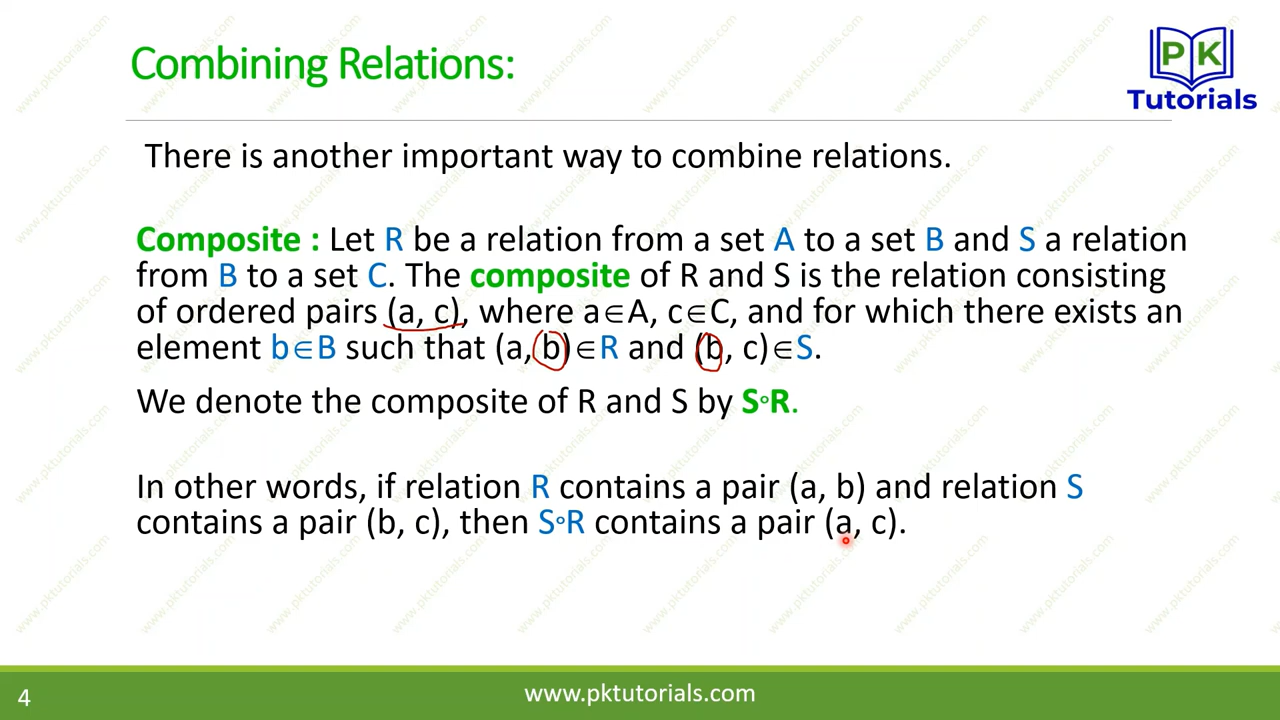 Combining Relations:
PK
Tutorials
There is another important way to combine relations.
Composite : Let R be a relation from a set A to a set B and S a relation
from B to a set C. The composite of R and S is the relation consisting
of ordered pairs (a, c), where a∈A, c∈C, and for which there exists an
element b∈B such that (a, b)∈R and (b, c)∈S.
We denote the composite of R and S by S∘R.
In other words, if relation R contains a pair (a, b) and relation S
contains a pair (b, c), then S∘R contains a pair (a, c).
4
www.pktutorials.com